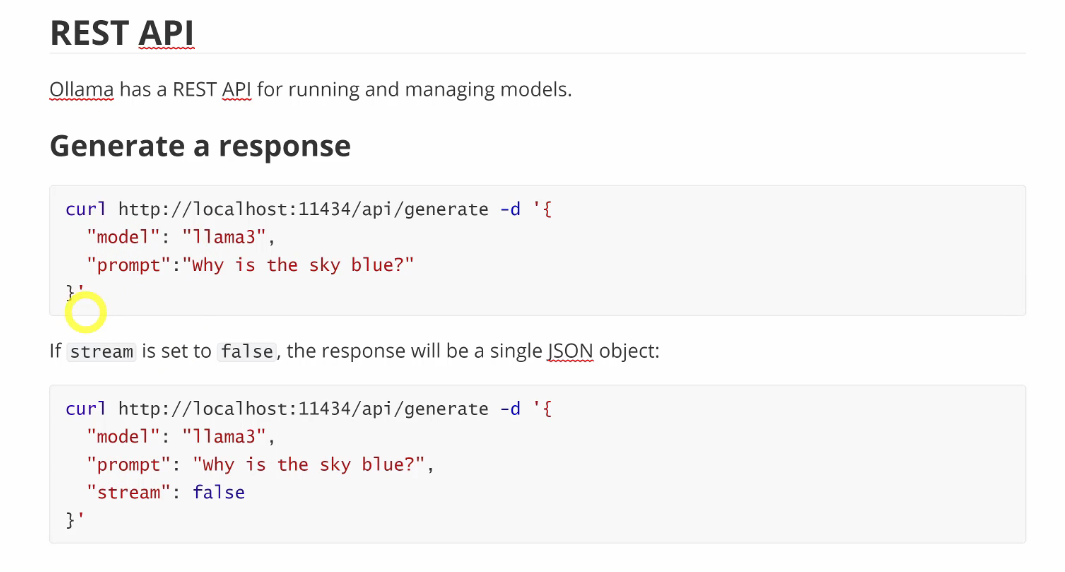 REST API
Ollama has a REST API for running and managing models.
Generate a response
curl http://localhost:11434/api/generate -d '{
  "model": "llama3",
  "prompt":"Why is the sky blue?"
}'
If stream is set to false, the response will be a single JSON object:
curl http://localhost:11434/api/generate -d '{
  "model": "llama3",
  "prompt": "Why is the sky blue?",
  "stream": false
}'